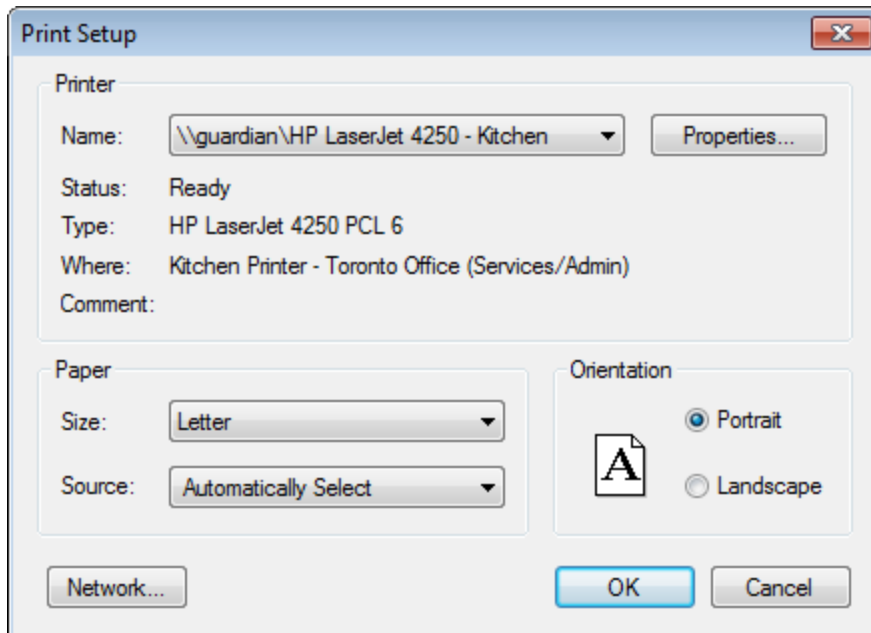 Print Setup
Printer
Name: \\guardian\HP LaserJet 4250 - Kitchen Properties...
Status: Ready
Type: HP LaserJet 4250 PCL 6
Where: Kitchen Printer - Toronto Office (Services/Admin)
Comment:
Paper
Size: Letter
Source: Automatically Select
Orientation
A
Portrait
Landscape
Network... OK Cancel